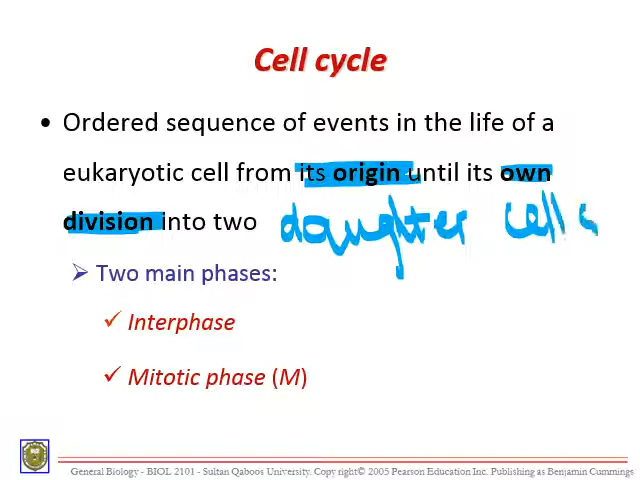 Cell cycle
• Ordered sequence of events in the life of a
eukaryotic cell from its origin until its own
division into two daughter cells
➢ Two main phases:
✓ Interphase
✓ Mitotic phase (M)
General Biology - BIOL 2101 - Sultan Qaboos University. Copy right© 2005 Pearson Education Inc. Publishing as Benjamin Cummings